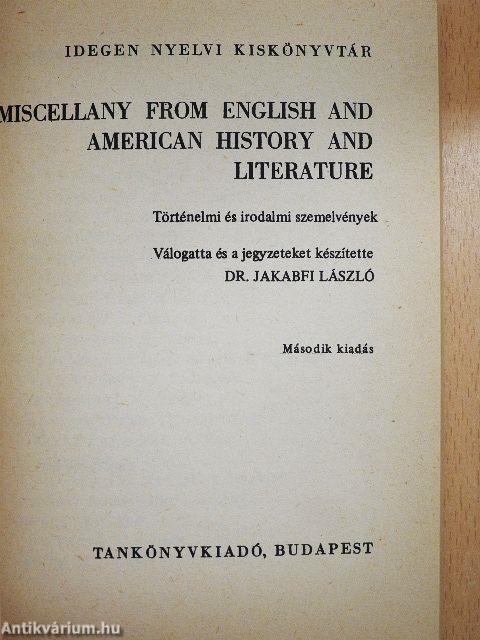 IDEGEN NYELVI KISKÖNYVTÁR
MISCELLANY FROM ENGLISH AND
AMERICAN HISTORY AND
LITERATURE
Történelmi és irodalmi szemelvények
Válogatta és a jegyzeteket készítette
DR. JAKABFI LÁSZLÓ
Második kiadás
TANKÖNYVKIADÓ, BUDAPEST
Antikvárium.hu